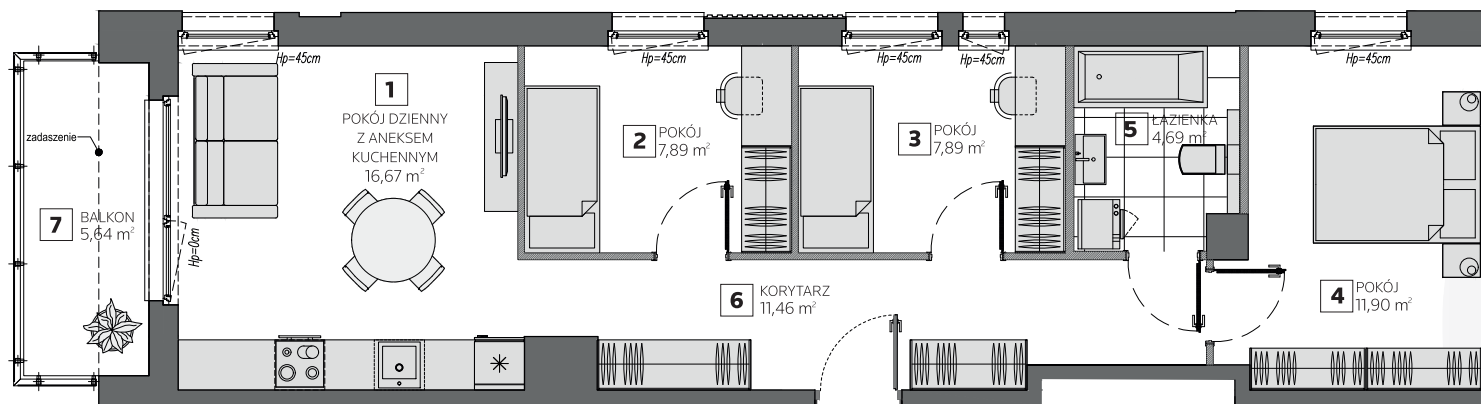 Hp=45cm
Hp=45cm
Hp=45cm
Hp=45cm
Hp=45cm
1
POKÓJ DZIENNY
Z ANEKSEM
KUCHENNYM
16,67 m²
2 POKÓJ
7,89 m²
3 POKÓJ
7,89 m²
5 ŁAZIENKA
4,69 m²
zadaszenie
7 BALKON
5,64 m²
Hp=0cm
6 KORYTARZ
11,46 m²
4 POKÓJ
11,90 m²